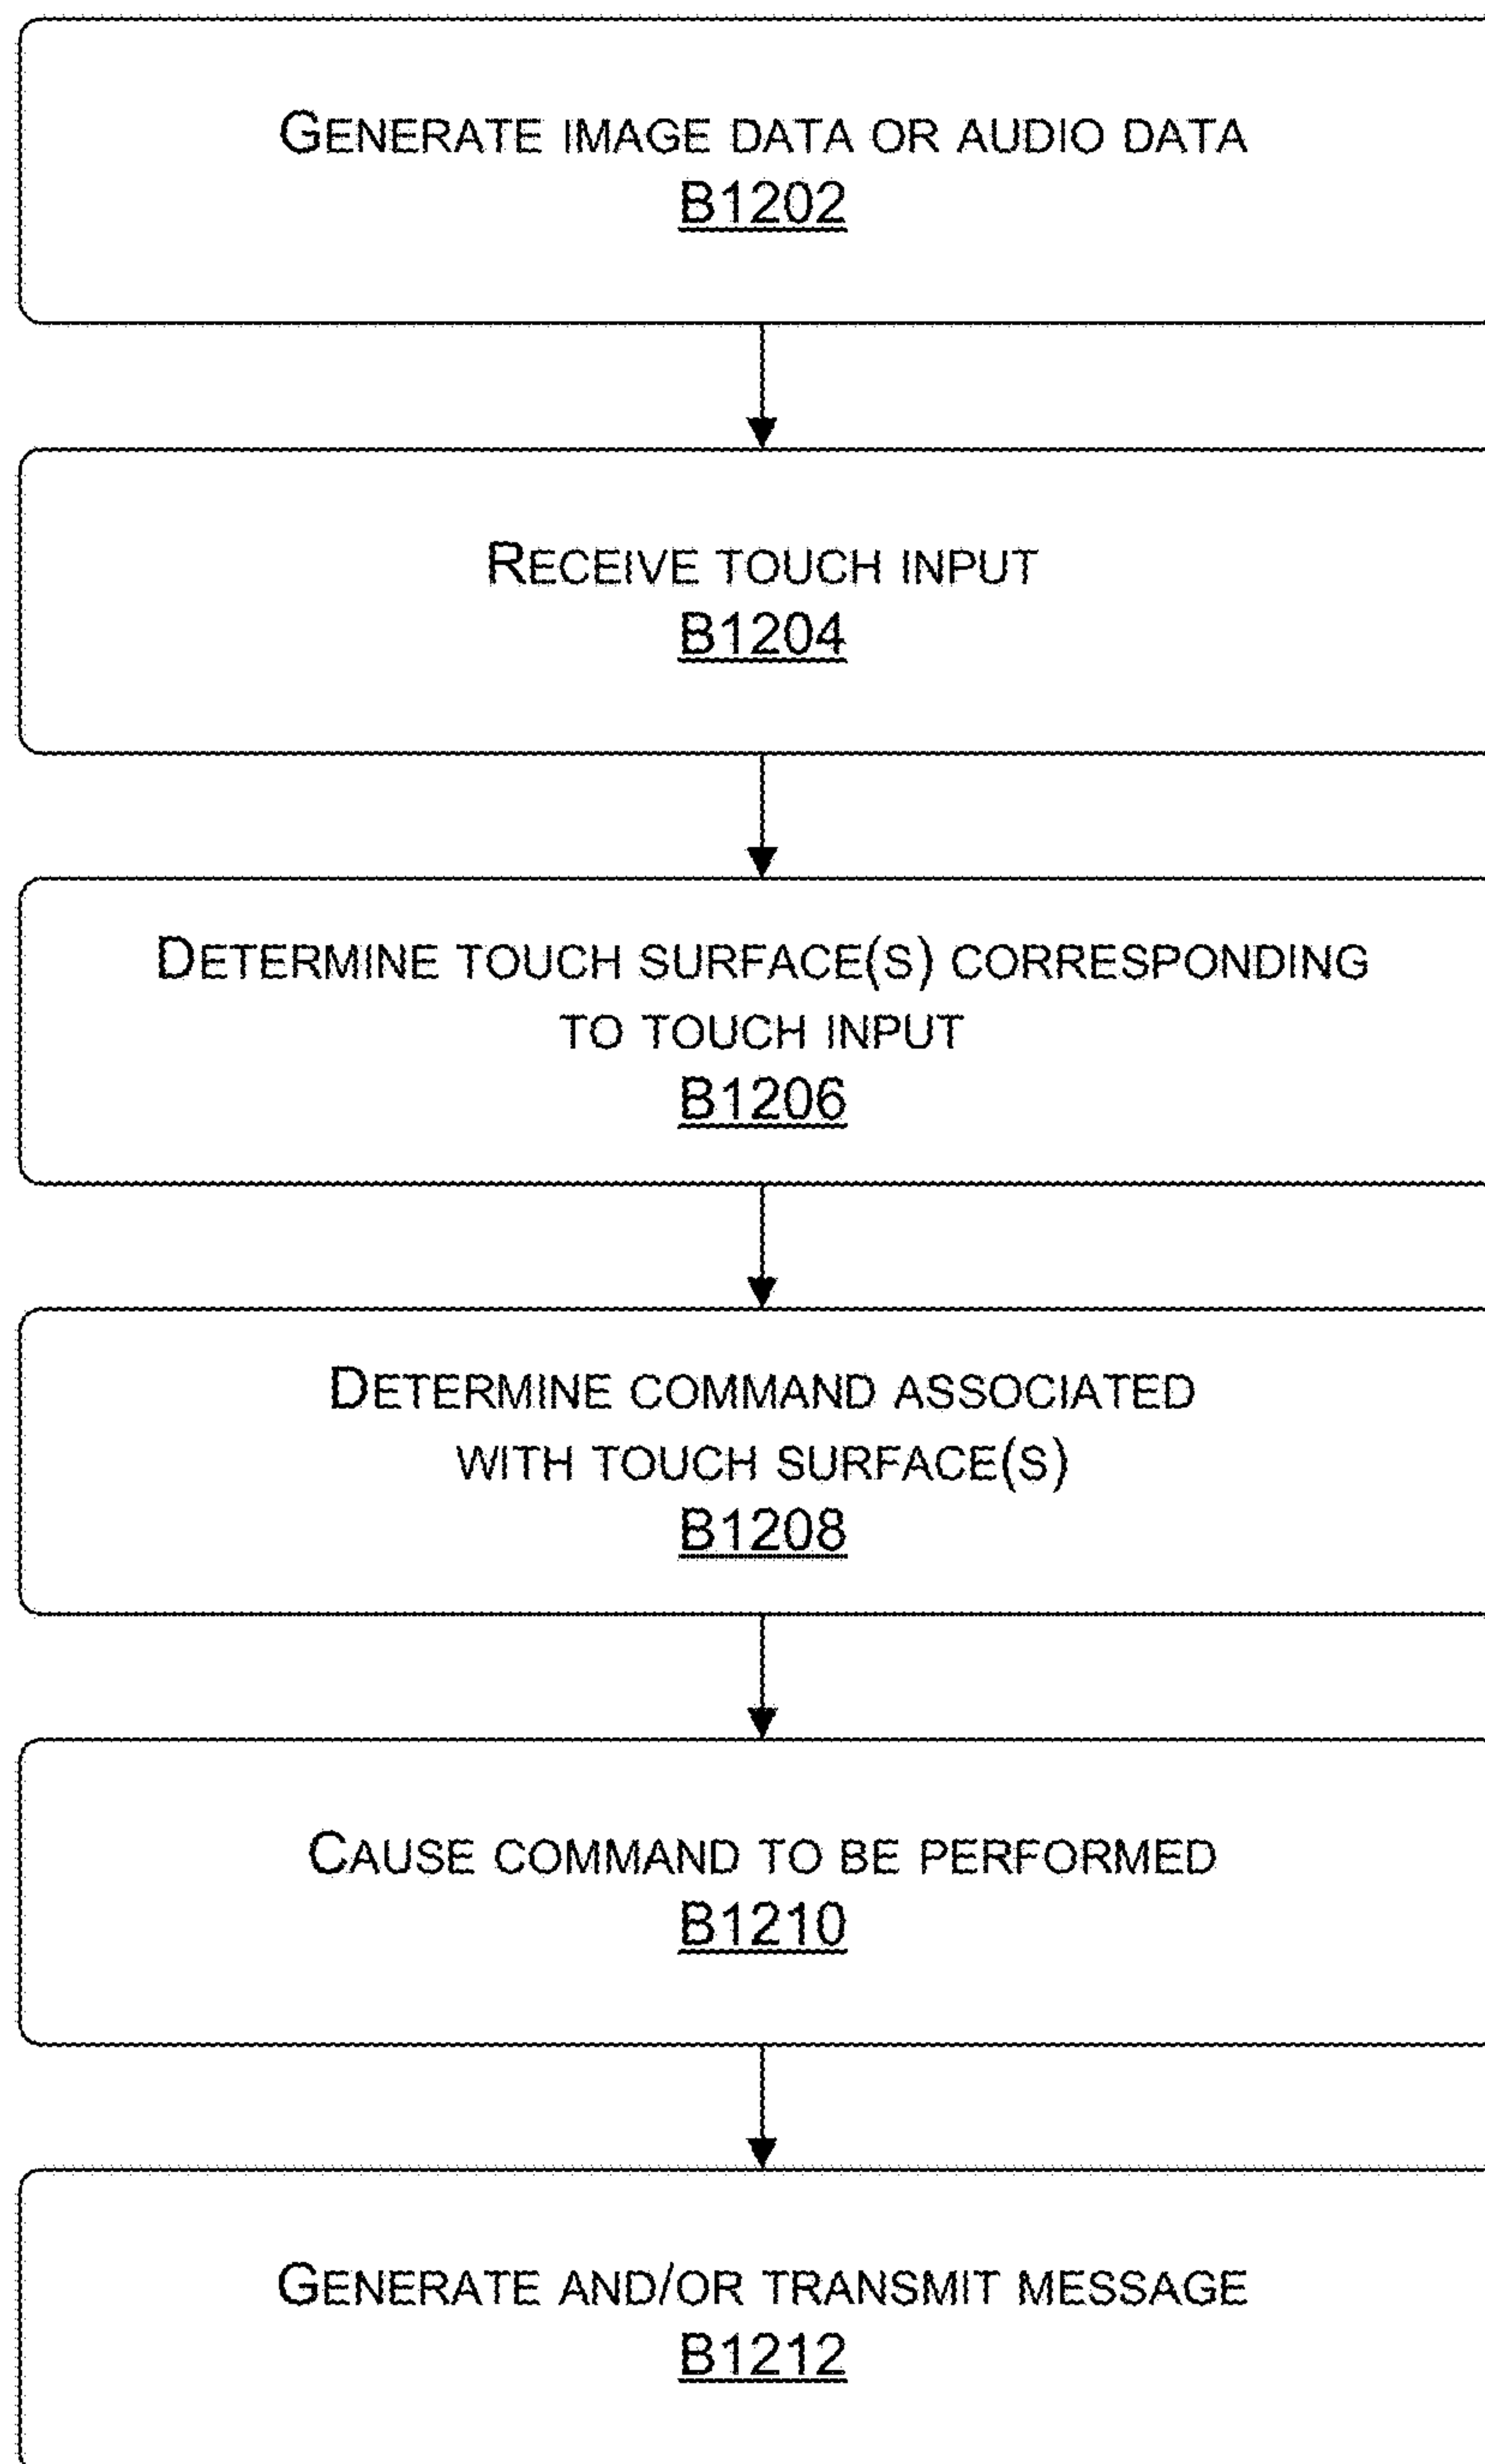 GENERATE IMAGE DATA OR AUDIO DATA
B1202
RECEIVE TOUCH INPUT
B1204
DETERMINE TOUCH SURFACE(S) CORRESPONDING
TO TOUCH INPUT
B1206
DETERMINE COMMAND ASSOCIATED
WITH TOUCH SURFACE(S)
B1208
CAUSE COMMAND TO BE PERFORMED
B1210
GENERATE AND/OR TRANSMIT MESSAGE
B1212